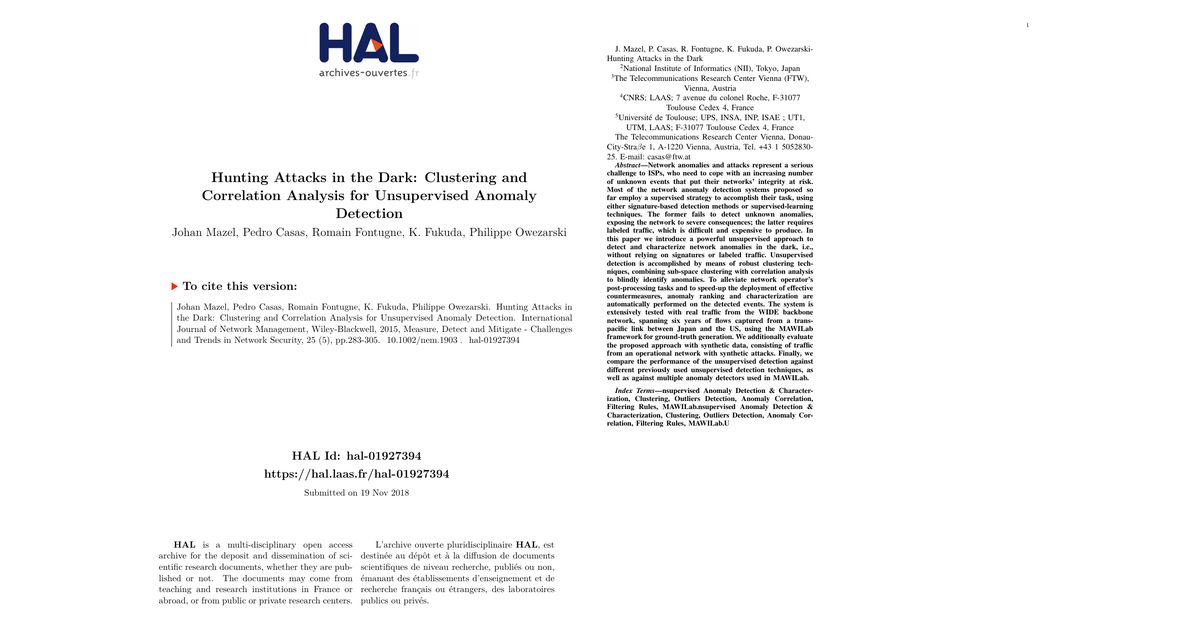 HAL
archives-ouvertes.fr
Hunting Attacks in the Dark: Clustering and
Correlation Analysis for Unsupervised Anomaly
Detection
Johan Mazel, Pedro Casas, Romain Fontugne, K. Fukuda, Philippe Owezarski
To cite this version:
Johan Mazel, Pedro Casas, Romain Fontugne, K. Fukuda, Philippe Owezarski. Hunting Attacks in
the Dark: Clustering and Correlation Analysis for Unsupervised Anomaly Detection. International
Journal of Network Management, Wiley-Blackwell, 2015, Measure, Detect and Mitigate - Challenges
and Trends in Network Security, 25 (5), pp.283-305. 10.1002/nem.1903 . hal-01927394
HAL Id: hal-01927394
https://hal.laas.fr/hal-01927394
Submitted on 19 Nov 2018
HAL is a multi-disciplinary open access
archive for the deposit and dissemination of sci-
entific research documents, whether they are pub-
lished or not. The documents may come from
teaching and research institutions in France or
abroad, or from public or private research centers.
L'archive ouverte pluridisciplinaire HAL, est
destinée au dépôt et à la diffusion de documents
scientifiques de niveau recherche, publiés ou non,
émanant des établissements d'enseignement et de
recherche français ou étrangers, des laboratoires
publics ou privés.
1
J. Mazel, P. Casas, R. Fontugne, K. Fukuda, P. Owezarski-
Hunting Attacks in the Dark
2National Institute of Informatics (NII), Tokyo, Japan
3The Telecommunications Research Center Vienna (FTW),
Vienna, Austria
4CNRS; LAAS; 7 avenue du colonel Roche, F-31077
Toulouse Cedex 4, France
5Université de Toulouse; UPS, INSA, INP, ISAE ; UT1,
UTM, LAAS; F-31077 Toulouse Cedex 4, France
The Telecommunications Research Center Vienna, Donau-
City-Straße 1, A-1220 Vienna, Austria, Tel. +43 1 5052830-
25. E-mail: casas@ftw.at
Abstract—Network anomalies and attacks represent a serious
challenge to ISPs, who need to cope with an increasing number
of unknown events that put their networks' integrity at risk.
Most of the network anomaly detection systems proposed so
far employ a supervised strategy to accomplish their task, using
either signature-based detection methods or supervised-learning
techniques. The former fails to detect unknown anomalies,
exposing the network to severe consequences; the latter requires
labeled traffic, which is difficult and expensive to produce. In
this paper we introduce a powerful unsupervised approach to
detect and characterize network anomalies in the dark, i.e.,
without relying on signatures or labeled traffic. Unsupervised
detection is accomplished by means of robust clustering tech-
niques, combining sub-space clustering with correlation analysis
to blindly identify anomalies. To alleviate network operator's
post-processing tasks and to speed-up the deployment of effective
countermeasures, anomaly ranking and characterization are
automatically performed on the detected events. The system is
extensively tested with real traffic from the WIDE backbone
network, spanning six years of flows captured from a trans-
pacific link between Japan and the US, using the MAWILab
framework for ground-truth generation. We additionally evaluate
the proposed approach with synthetic data, consisting of traffic
from an operational network with synthetic attacks. Finally, we
compare the performance of the unsupervised detection against
different previously used unsupervised detection techniques, as
well as against multiple anomaly detectors used in MAWILab.
Index Terms—nsupervised Anomaly Detection & Character-
ization, Clustering, Outliers Detection, Anomaly Correlation,
Filtering Rules, MAWILab.nsupervised Anomaly Detection &
Characterization, Clustering, Outliers Detection, Anomaly Cor-
relation, Filtering Rules, MAWILab.U